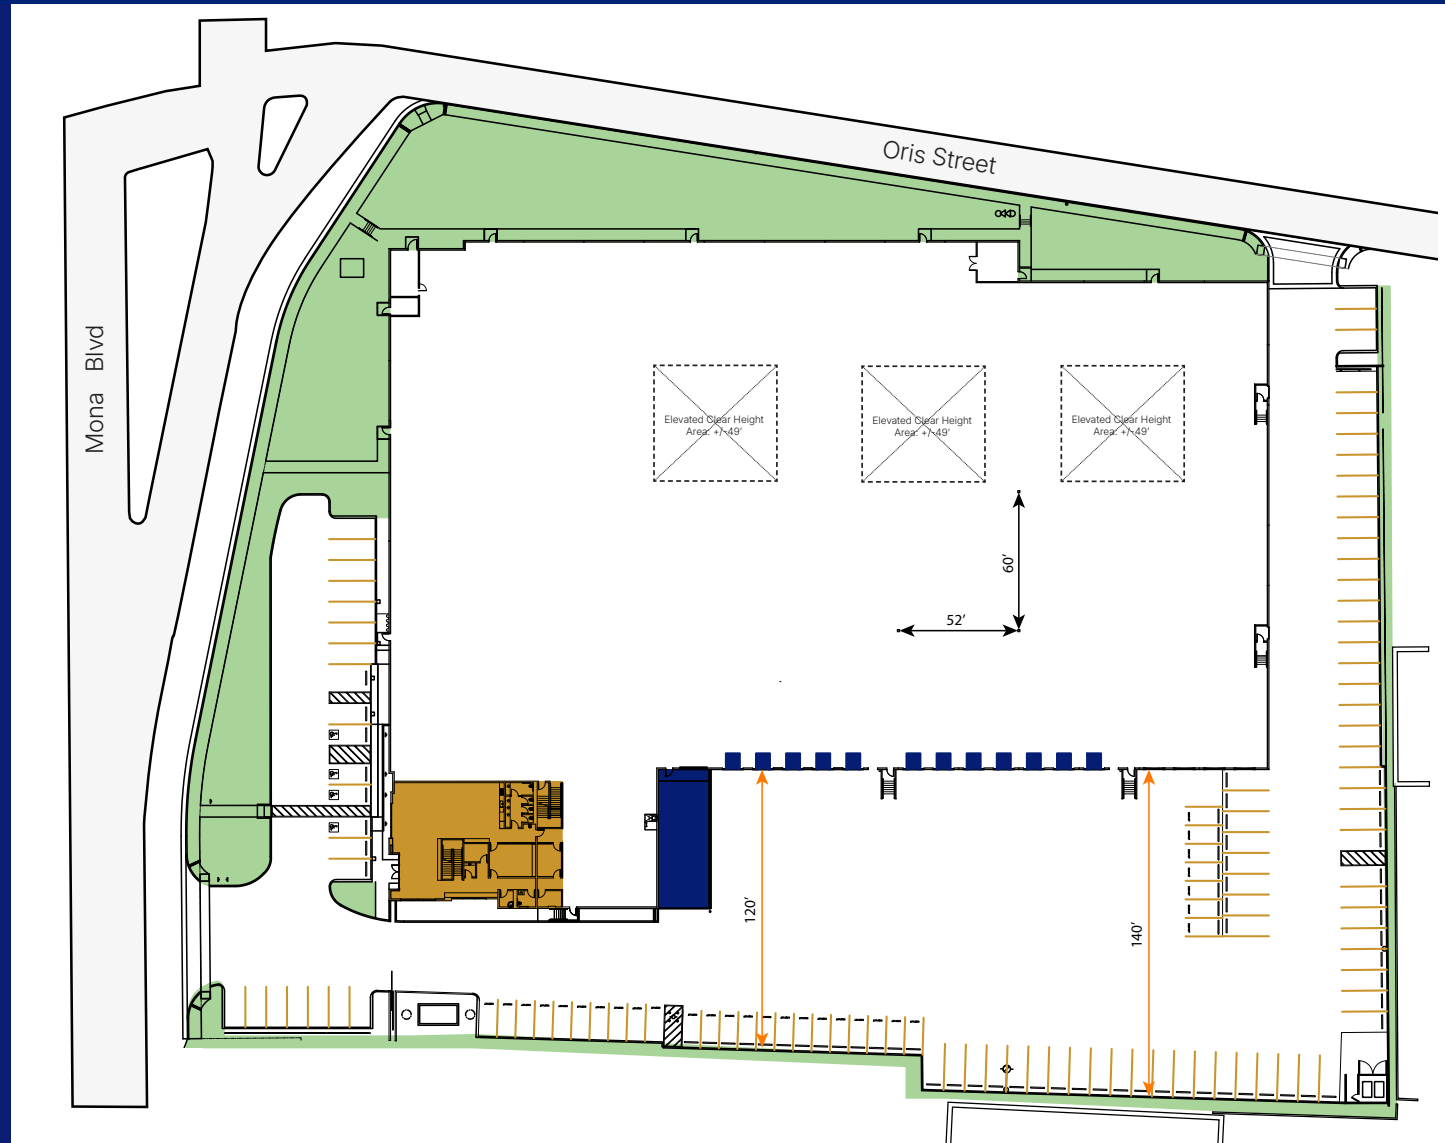 Oris Street
Mona Blvd
Elevated Clear Height
Area: +/-49'
Elevated Clear Height
Area: +/-49'
Elevated Clear Height
Area: +/-49'
60'
52'
120'
140'